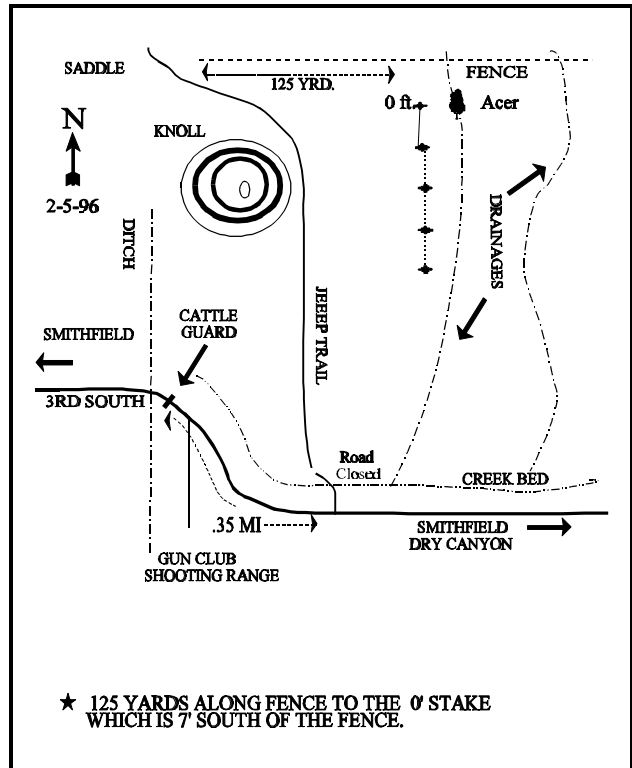 SADDLE
FENCE
125 YRD.
0 ft.
Acer
N
KNOLL
2-5-96
DITCH
DRAINAGES
JEEEP TRAIL
CATTLE
GUARD
SMITHFIELD
3RD SOUTH
Road
Closed
CREEK BED
.35 MI
SMITHFIELD
DRY CANYON
GUN CLUB
SHOOTING RANGE
125 YARDS ALONG FENCE TO THE 0' STAKE
WHICH IS 7' SOUTH OF THE FENCE.